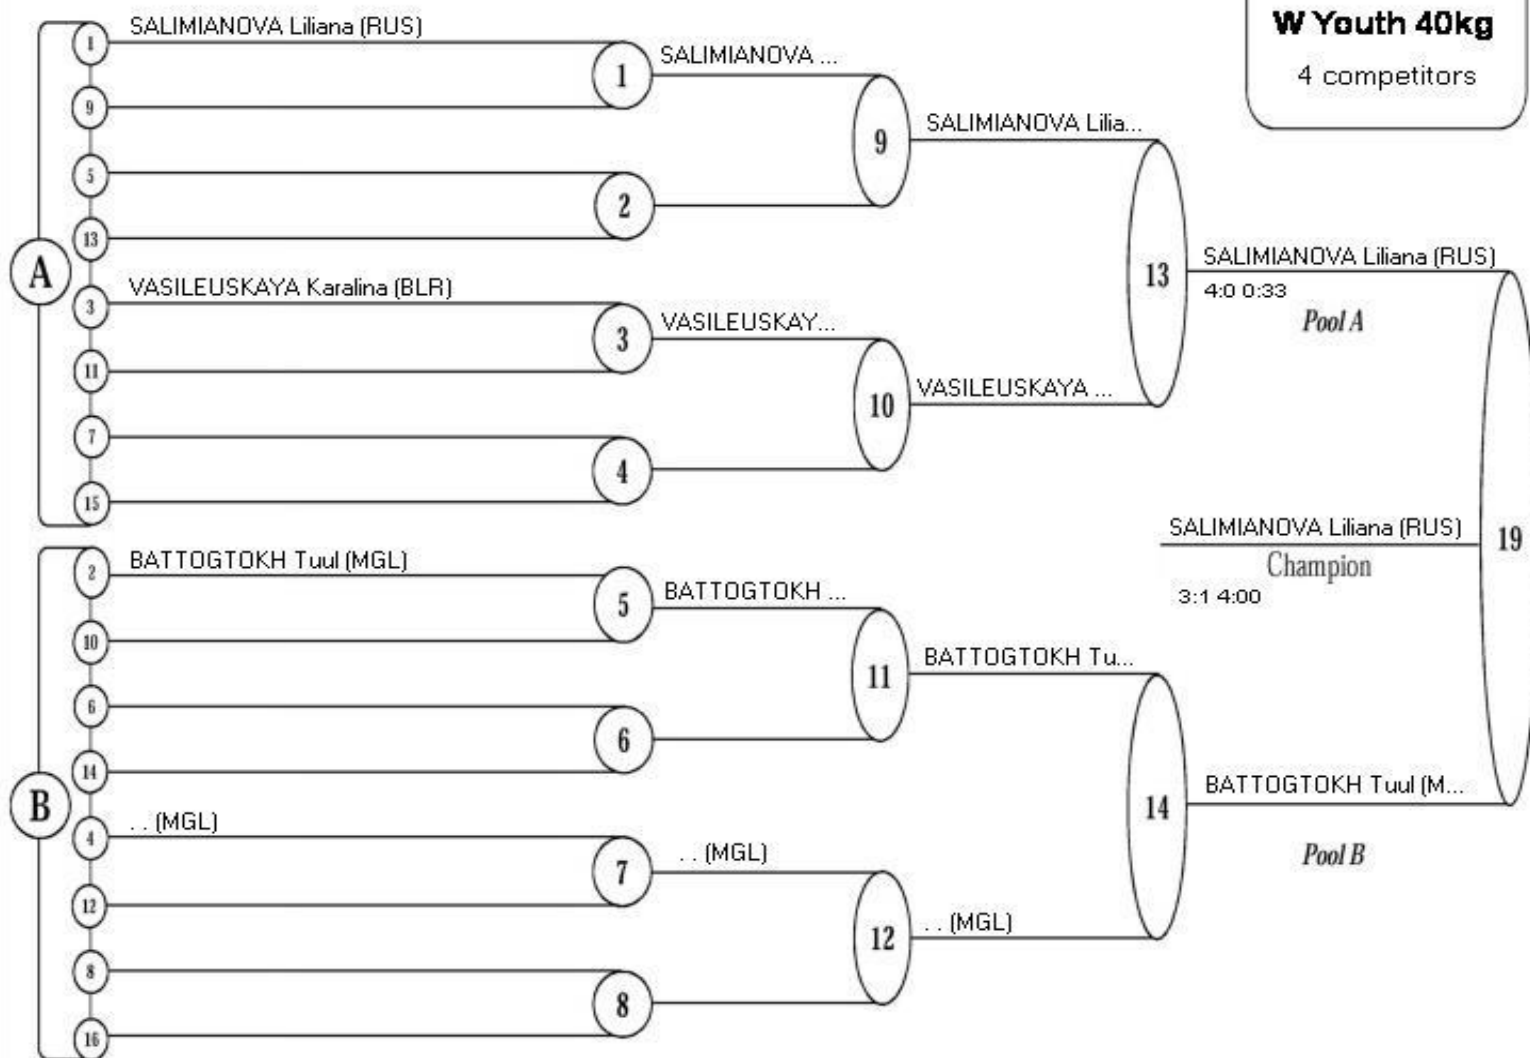 W Youth 40kg
4 competitors
A
1
SALIMIANOVA Liliana (RUS)
9
5
13
3
VASILEUSKAYA Karalina (BLR)
11
7
15
1
SALIMIANOVA ...
2
3
VASILEUSKAY...
4
9
SALIMIANOVA Lilia...
10
VASILEUSKAYA ...
13
SALIMIANOVA Liliana (RUS)
4:0 0:33
Pool A
B
2
BATTOGTOKH Tuul (MGL)
10
6
14
4
. . (MGL)
12
8
16
5
BATTOGTOKH ...
6
7
. . (MGL)
8
11
BATTOGTOKH Tu...
12
. . (MGL)
14
BATTOGTOKH Tuul (M...
Pool B
SALIMIANOVA Liliana (RUS)
Champion
3:1 4:00
19